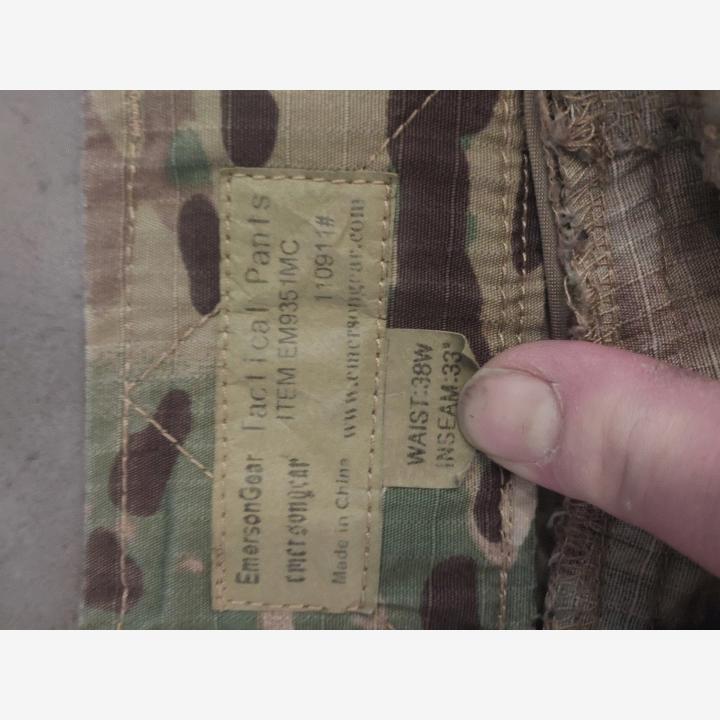 EmersonGear Tactical Pants
emersongear ITEM EM9351MC
110911#
Made in China www.emersongear.com
WAIST:38W
INSEAM:33"